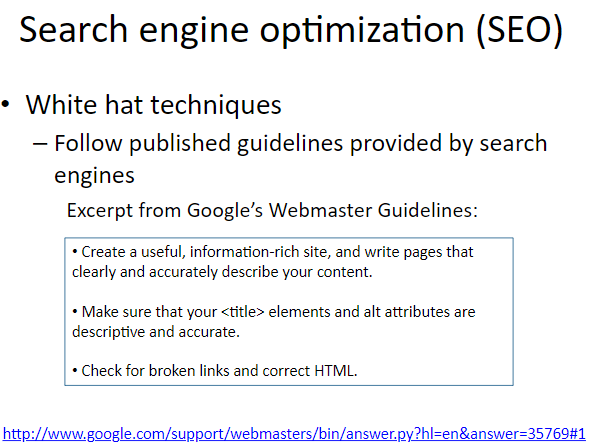 Search engine optimization (SEO)
• White hat techniques
– Follow published guidelines provided by search
engines
Excerpt from Google’s Webmaster Guidelines:
• Create a useful, information-rich site, and write pages that
clearly and accurately describe your content.
• Make sure that your <title> elements and alt attributes are
descriptive and accurate.
• Check for broken links and correct HTML.
http://www.google.com/support/webmasters/bin/answer.py?hl=en&answer=35769#1